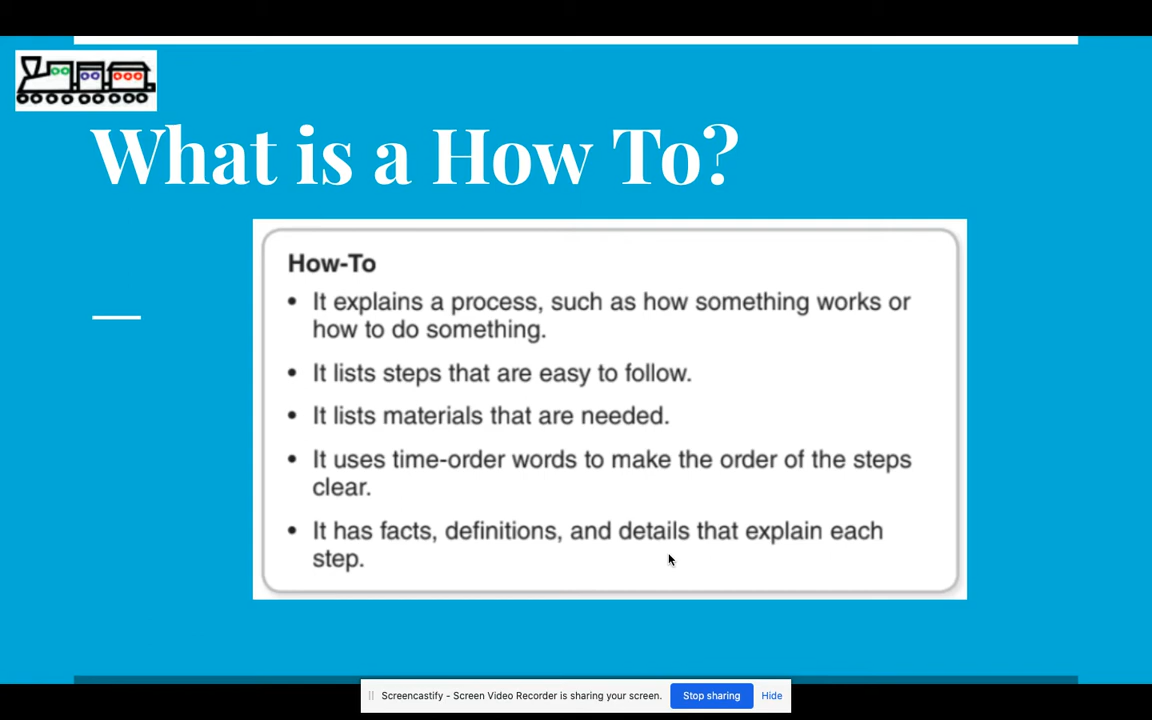 What is a How To?
How-To
• It explains a process, such as how something works or
how to do something.
• It lists steps that are easy to follow.
• It lists materials that are needed.
• It uses time-order words to make the order of the steps
clear.
• It has facts, definitions, and details that explain each
step.
Screencastify - Screen Video Recorder is sharing your screen. Stop sharing Hide